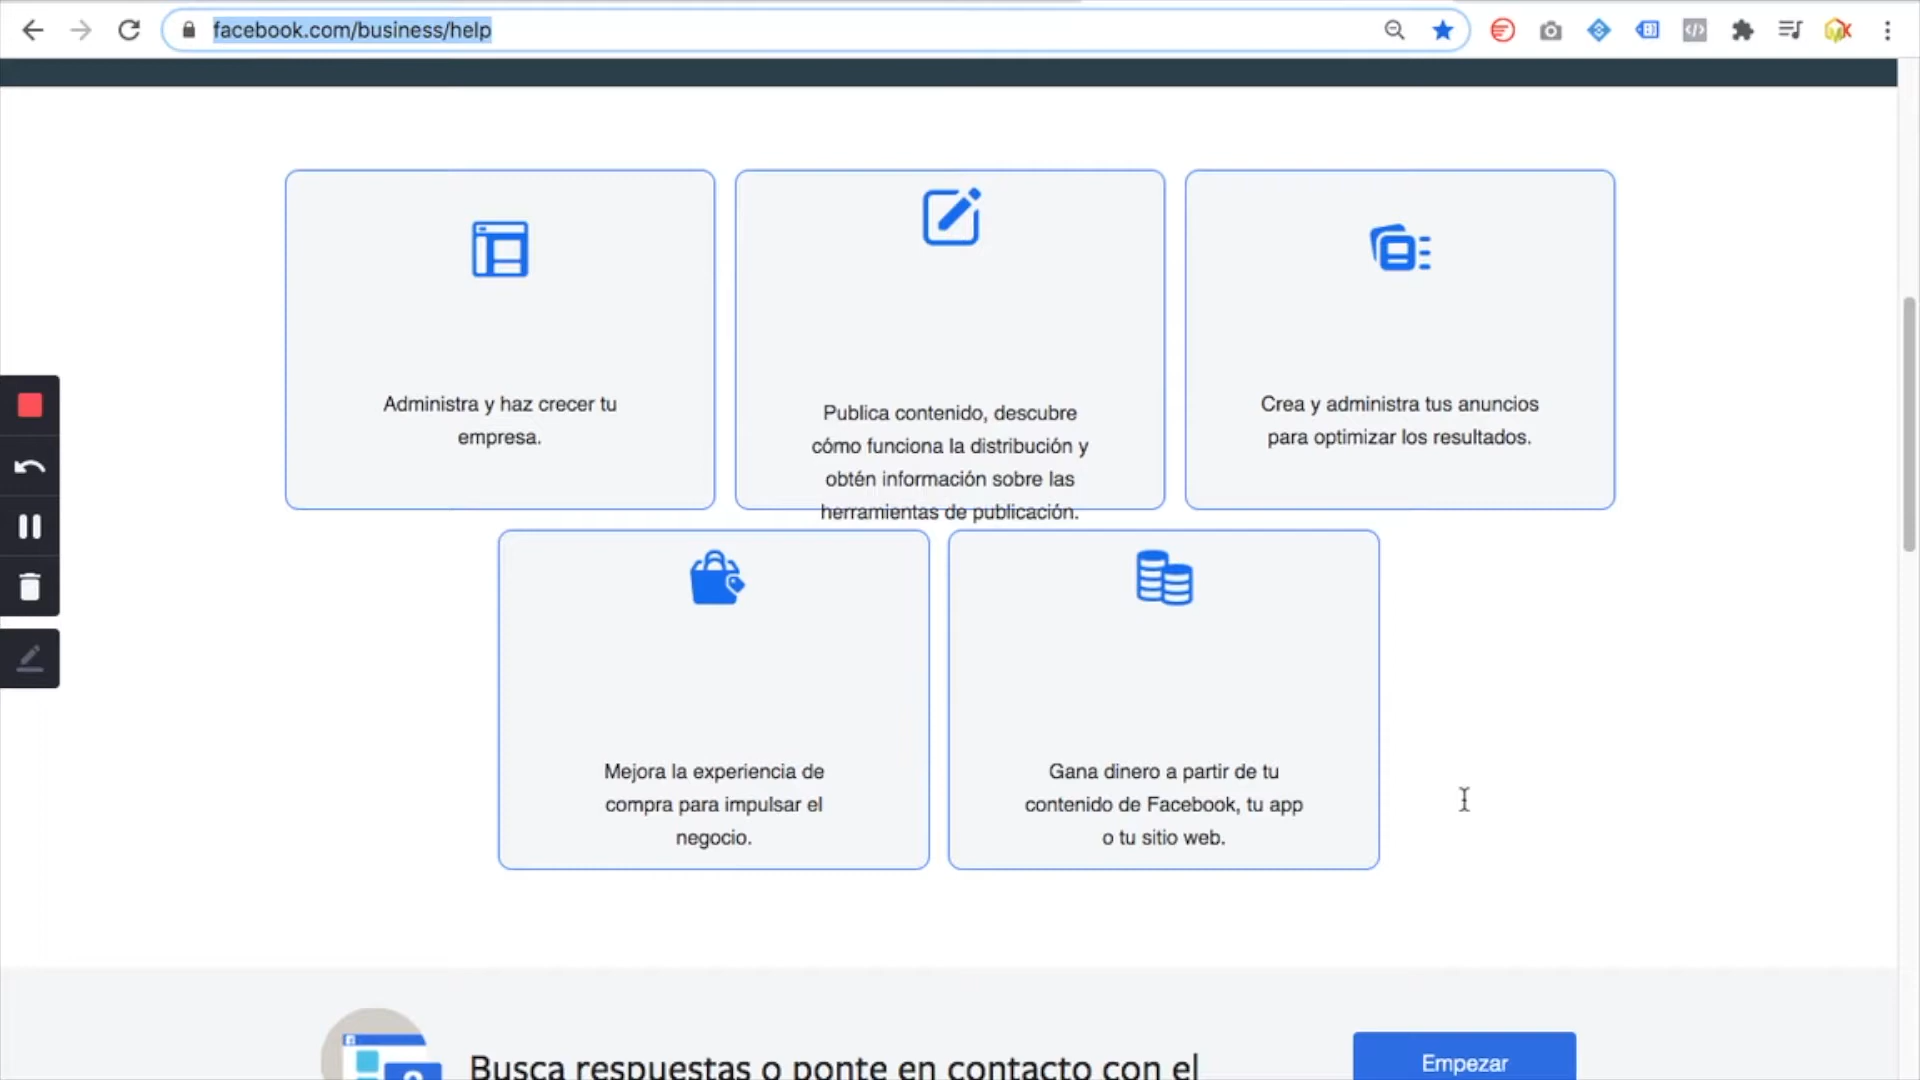 facebook.com/business/help
Administra y haz crecer tu
empresa.
Publica contenido, descubre
cómo funciona la distribución y
obtén información sobre las
herramientas de publicación.
Crea y administra tus anuncios
para optimizar los resultados.
Mejora la experiencia de
compra para impulsar el
negocio.
Gana dinero a partir de tu
contenido de Facebook, tu app
o tu sitio web.
Busca respuestas o ponte en contacto con el
Empezar